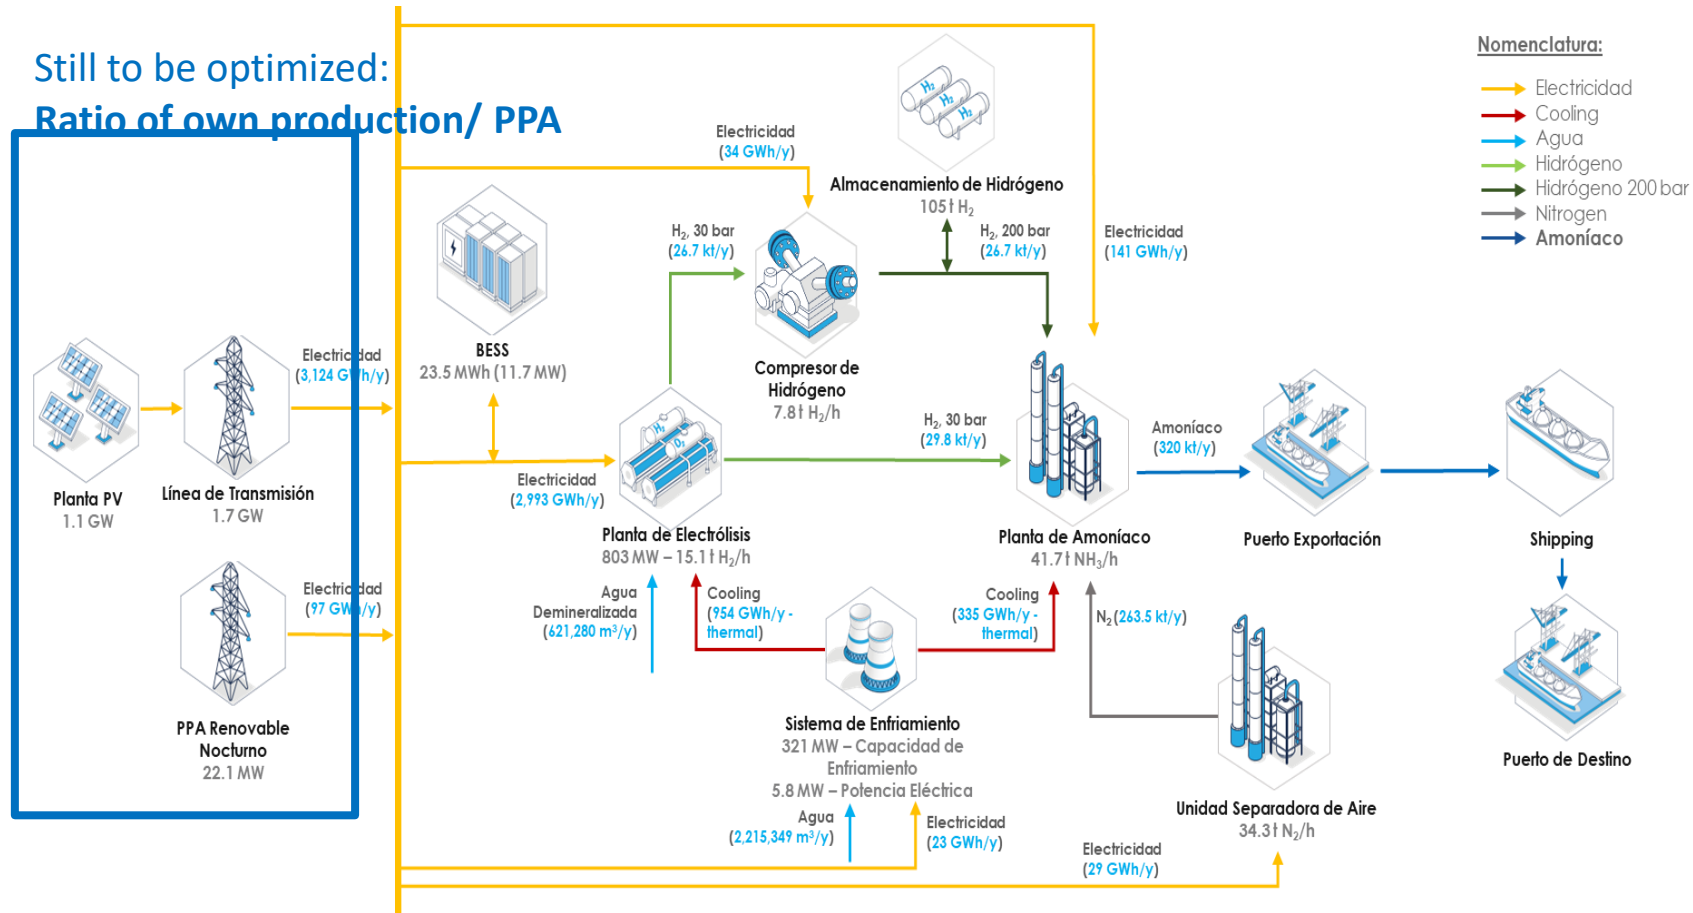 Still to be optimized:
Ratio of own production/ PPA
Nomenclatura:
Electricidad
Cooling
Agua
Hidrógeno
Hidrógeno 200 bar
Nitrogen
Amoníaco
Electricidad
(34 GWh/y)
H₂
H₂
H₂
Almacenamiento de Hidrógeno
105 t H₂
H₂, 30 bar
(26.7 kt/y)
H₂, 200 bar
(26.7 kt/y)
Electricidad
(141 GWh/y)
BESS
23.5 MWh (11.7 MW)
Compresor de
Hidrógeno
7.8 t H₂/h
Electricidad
(3,124 GWh/y)
Planta PV
1.1 GW
Línea de Transmisión
1.7 GW
H₂
O₂
Electricidad
(2,993 GWh/y)
H₂, 30 bar
(29.8 kt/y)
Amoníaco
(320 kt/y)
Planta de Electrólisis
803 MW – 15.1 t H₂/h
Planta de Amoníaco
41.7 t NH₃/h
Puerto Exportación
Shipping
Electricidad
(97 GWh/y)
PPA Renovable
Nocturno
22.1 MW
Agua
Demineralizada
(621,280 m³/y)
Cooling
(954 GWh/y -
thermal)
Cooling
(335 GWh/y -
thermal)
N₂ (263.5 kt/y)
Sistema de Enfriamiento
321 MW – Capacidad de
Enfriamiento
5.8 MW – Potencia Eléctrica
Puerto de Destino
Unidad Separadora de Aire
34.3 t N₂/h
Agua
(2,215,349 m³/y)
Electricidad
(23 GWh/y)
Electricidad
(29 GWh/y)